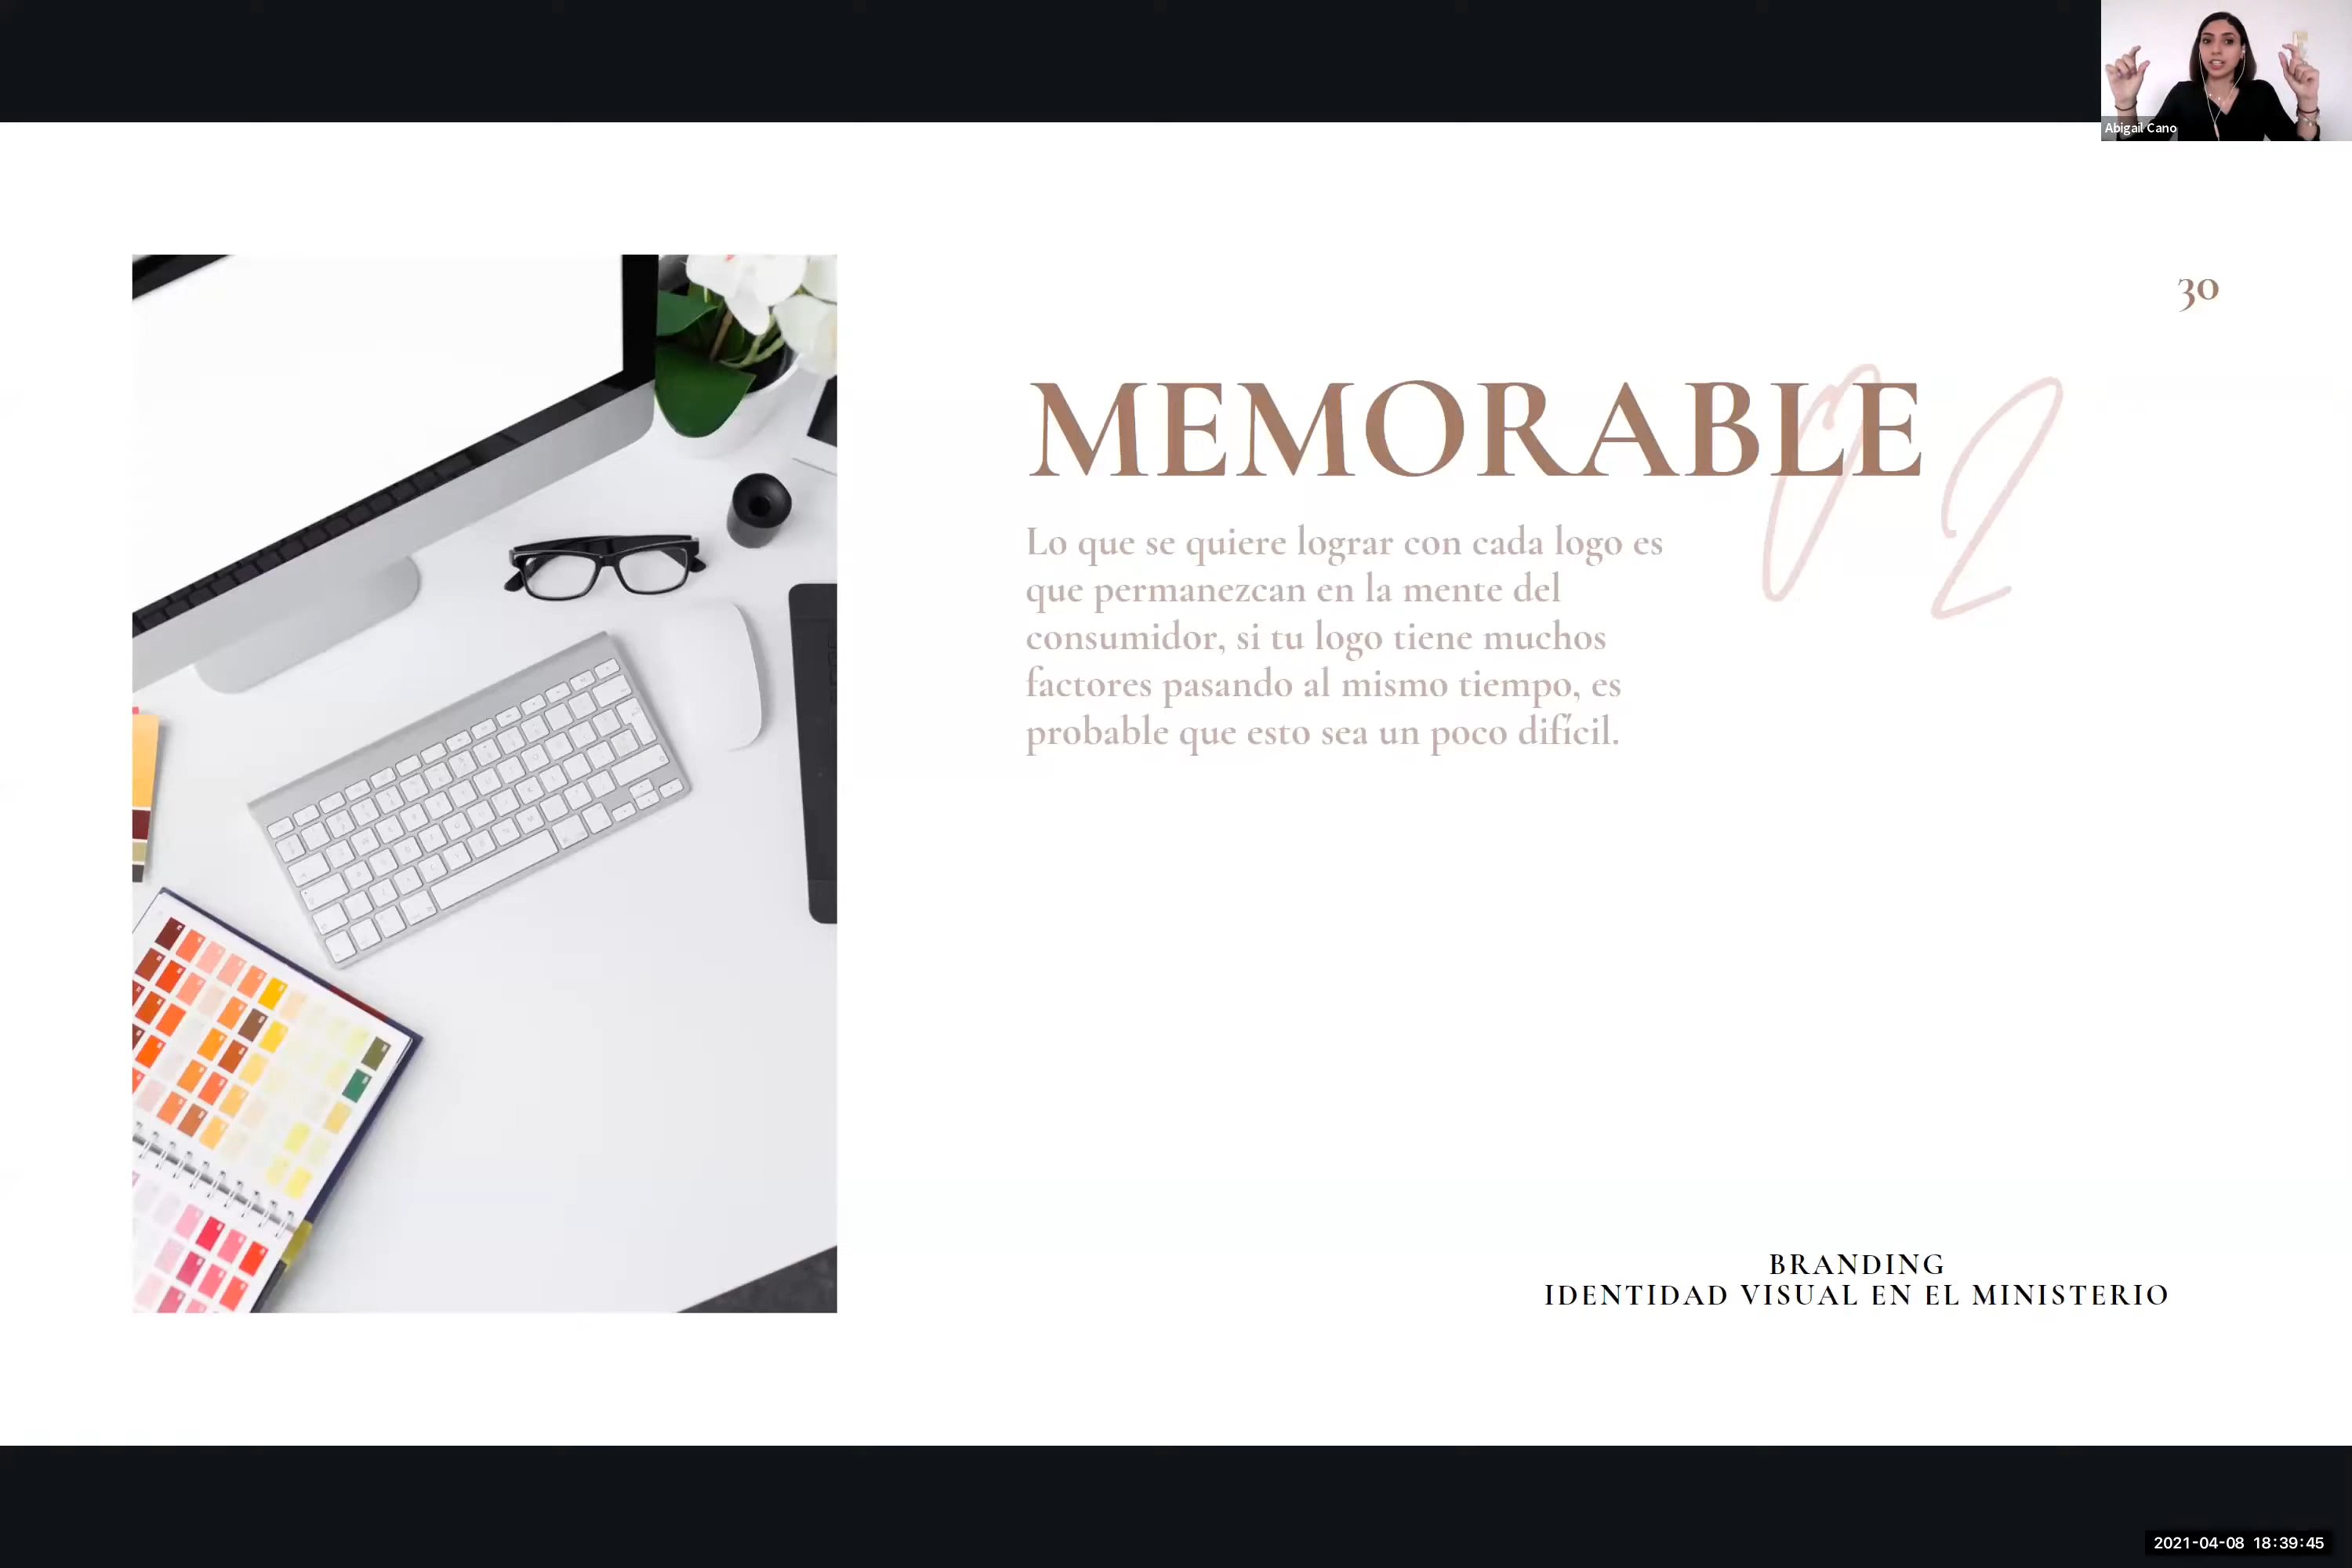 Abigail Cano
30
MEMORABLE
02
Lo que se quiere lograr con cada logo es
que permanezcan en la mente del
consumidor, si tu logo tiene muchos
factores pasando al mismo tiempo, es
probable que esto sea un poco difícil.
BRANDING
IDENTIDAD VISUAL EN EL MINISTERIO
2021-04-08 18:39:45